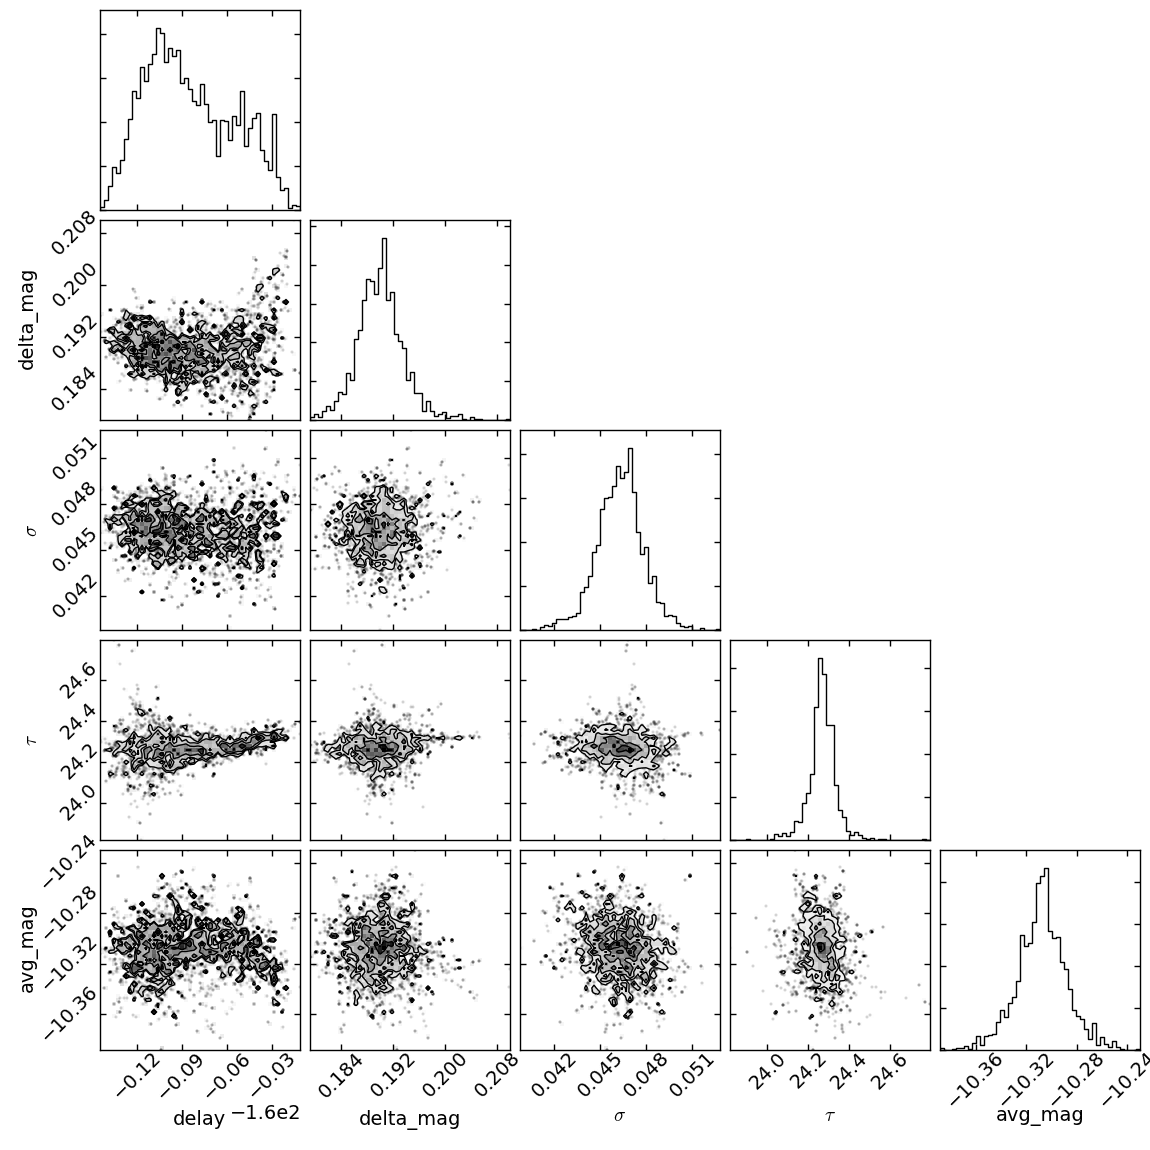 0.208
0.200
0.192
0.184
delta_mag
0.051
0.048
0.045
0.042
σ
24.6
24.4
24.2
24.0
τ
−10.24
−10.28
−10.32
−10.36
avg_mag
−0.12 −0.09 −0.06 −0.03
0.184 0.192 0.200 0.208
0.042 0.045 0.048 0.051
24.0 24.2 24.4 24.6
−10.36 −10.32 −10.28 −10.24
delay −1.6e2
delta_mag
σ
τ
avg_mag